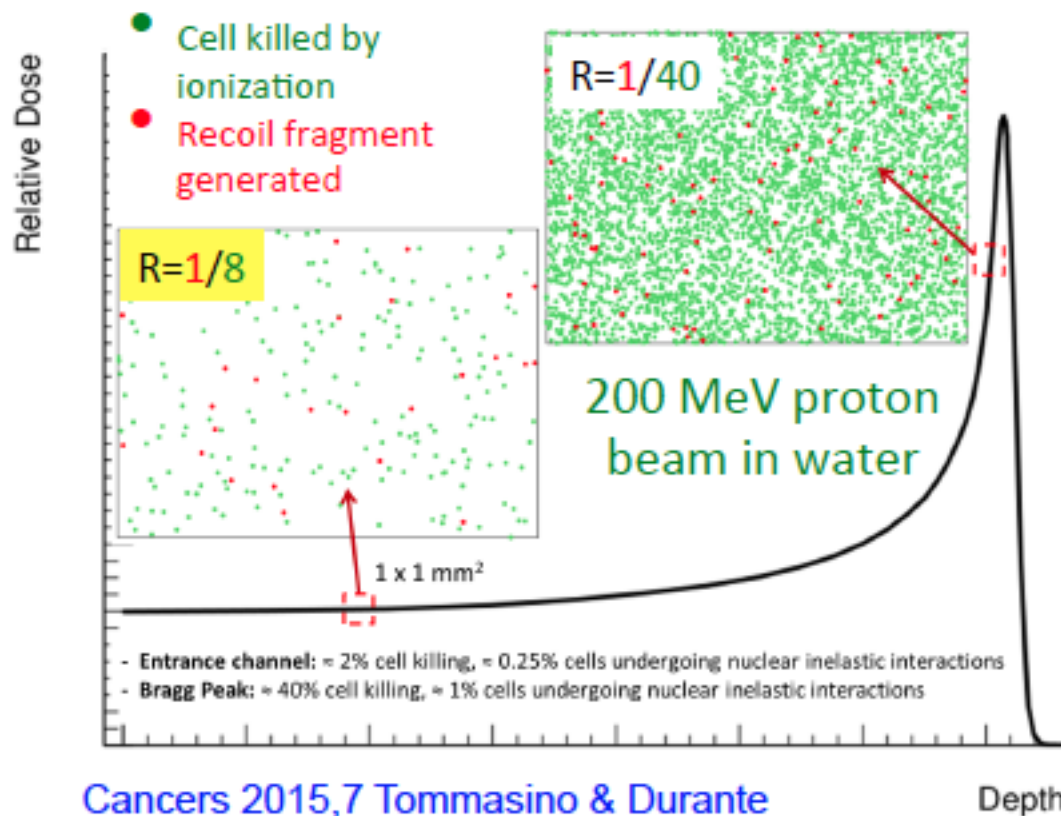 Relative Dose
Cell killed by
ionization
Recoil fragment
generated
R=1/40
R=1/8
200 MeV proton
beam in water
1 x 1 mm²
- Entrance channel: ≈ 2% cell killing, ≈ 0.25% cells undergoing nuclear inelastic interactions
- Bragg Peak: ≈ 40% cell killing, ≈ 1% cells undergoing nuclear inelastic interactions
Cancers 2015,7 Tommasino & Durante
Depth